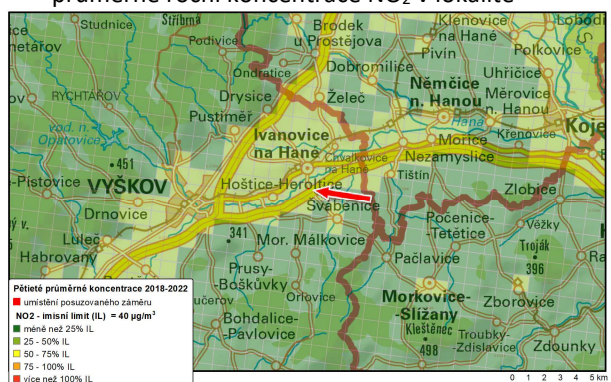 průměrné roční koncentrace NO2 v lokalitě
Studnice
Stříbrná
Brodek
u Prostějova
Klenovice
na Hané
Podivice
Pivín
Polkovice
Ondratice
Dobromilice
Uhřičice
RYCHTÁŘOV
Drysice
Želeč
Němčice
n. Hanou
Měrovice
n. Hanou
Pustiměř
vod. n.
Opatovice
Ivanovice
na Hané
Haná
Křenovice
Koje
Morice
Chvalkovice
na Hané
Nezamyslice
451
-Pístovice
VYŠKOV
Hoštice-Heroltice
Tištín
Zlobice
Švábenice
Drnovice
Počenice-
-Tetětice
Věžky
Luleč
341
Mor. Málkovice
Troják
396
Habrovany
Pačlavice
Prusy-
-Boškůvky
Orlovice
Morkovice-
-Slížany
Zborovice
Kleštěnec
498
Bohdalice-
-Pavlovice
Troubky-
-Zdislavice
Zdounky
Pětileté průměrné koncentrace 2018-2022
umístění posuzovaného záměru
NO2 - imisní limit (IL) = 40 µg/m³
méně než 25% IL
25 - 50% IL
50 - 75% IL
75 - 100% IL
více než 100% IL
0 1 2 3 4 5 km